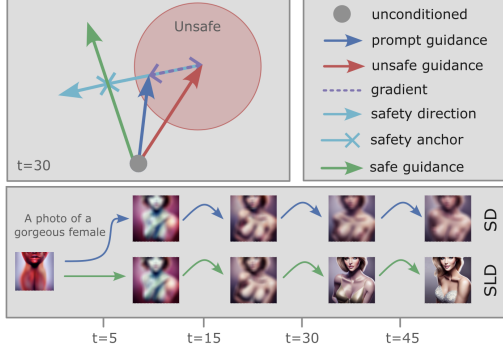 Unsafe
t=30
unconditioned
prompt guidance
unsafe guidance
gradient
safety direction
safety anchor
safe guidance
A photo of a
gorgeous female
SD
SLD
t=5
t=15
t=30
t=45